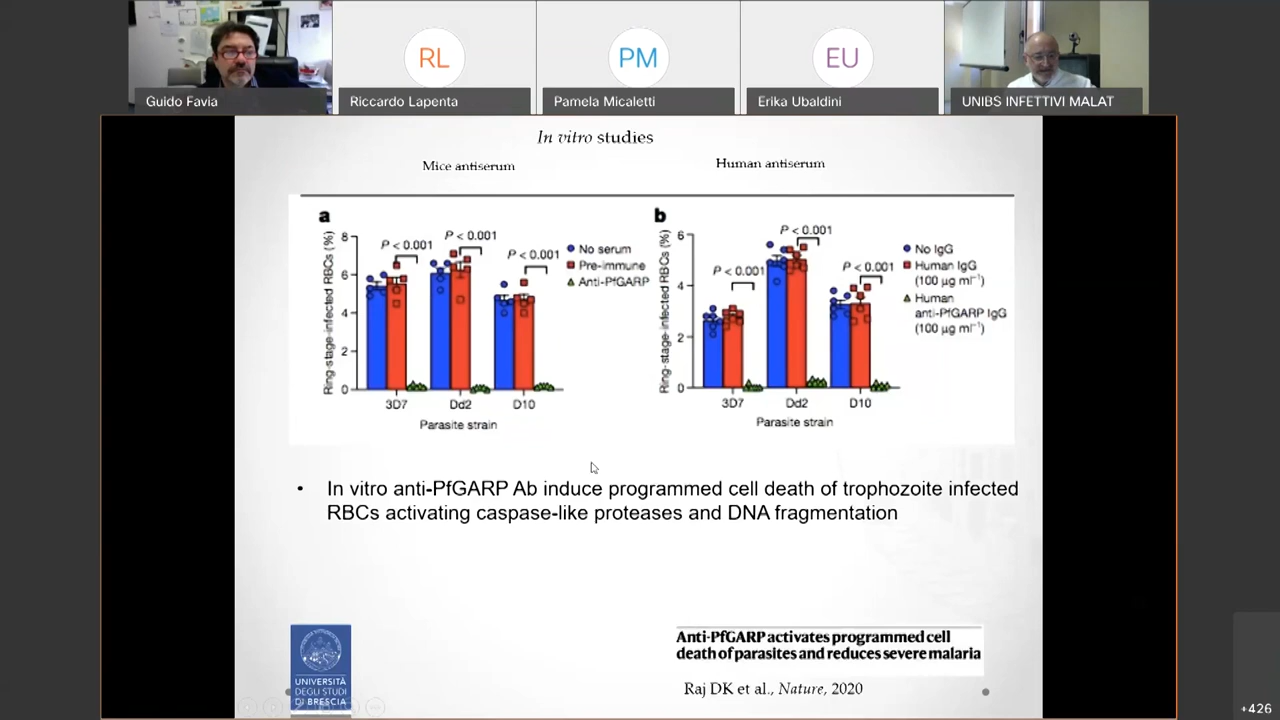 RL
PM
EU
Guido Favia
Riccardo Lapenta
Pamela Micaletti
Erika Ubaldini
UNIBS INFETTIVI MALAT
In vitro studies
Mice antiserum
Human antiserum
a
Ring-stage-infected RBCs (%)
8
6
4
2
0
P < 0.001
P < 0.001
P < 0.001
No serum
Pre-immune
Anti-PfGARP
3D7
Dd2
D10
Parasite strain
b
Ring-stage-infected RBCs (%)
6
4
2
0
P < 0.001
P < 0.001
P < 0.001
No IgG
Human IgG
(100 µg ml⁻¹)
Human
anti-PfGARP IgG
(100 µg ml⁻¹)
3D7
Dd2
D10
Parasite strain
• In vitro anti-PfGARP Ab induce programmed cell death of trophozoite infected
RBCs activating caspase-like proteases and DNA fragmentation
UNIVERSITÀ
DEGLI STUDI
DI BRESCIA
Anti-PfGARP activates programmed cell
death of parasites and reduces severe malaria
Raj DK et al., Nature, 2020
+426